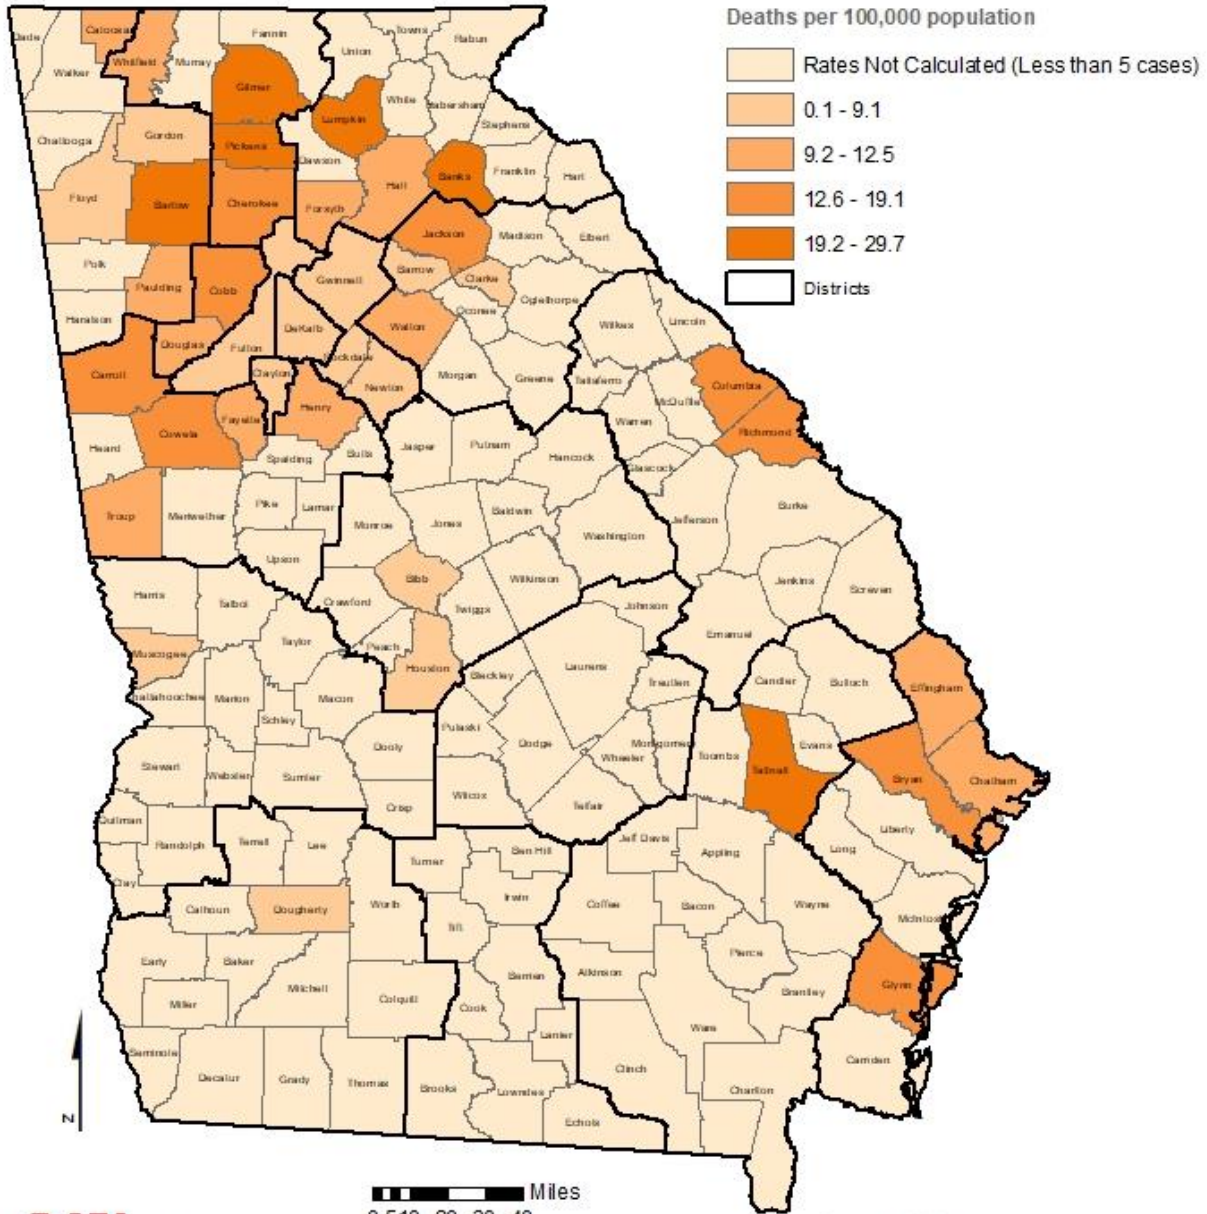 Deaths per 100,000 population
Rates Not Calculated (Less than 5 cases)
0.1 - 9.1
9.2 - 12.5
12.6 - 19.1
19.2 - 29.7
Districts
Dade Catoosa Whitfield Murray Fannin Union Towns Rabun
Walker Gilmer Lumpkin White Habersham Stephens
Chattooga Gordon Pickens Dawson Hall Banks Franklin Hart
Floyd Bartow Cherokee Forsyth Jackson Madison Elbert
Polk Paulding Cobb Gwinnett Barrow Clarke Oglethorpe
Haralson Douglas Fulton DeKalb Rockdale Walton Oconee Wilkes Lincoln
Carroll Clayton Newton Morgan Greene Taliaferro McDuffie Columbia
Heard Coweta Fayette Henry Warren Richmond
Spalding Butts Jasper Putnam Hancock Glascock
Troup Meriwether Pike Lamar Monroe Jones Baldwin Washington Jefferson Burke
Upson Bibb Wilkinson Jenkins Screven
Harris Talbot Crawford Twiggs Johnson Emanuel
Muscogee Taylor Peach Houston Laurens
Chattahoochee Marion Macon Bleckley Treutlen Candler Bulloch Effingham
Schley Dooly Pulaski Dodge Montgomery Toombs Evans
Stewart Webster Sumter Wheeler Tattnall Bryan Chatham
Crisp Wilcox Telfair
Quitman Randolph Terrell Lee Turner Ben Hill Jeff Davis Appling Long Liberty
Clay Calhoun Dougherty Worth Irwin Coffee Bacon Wayne McIntosh
Tift
Early Baker Mitchell Berrien Atkinson Pierce
Miller Colquitt Cook Brantley Glynn
Seminole Lanier Ware
Decatur Grady Thomas Brooks Lowndes Clinch Charlton Camden
Echols
N
Miles